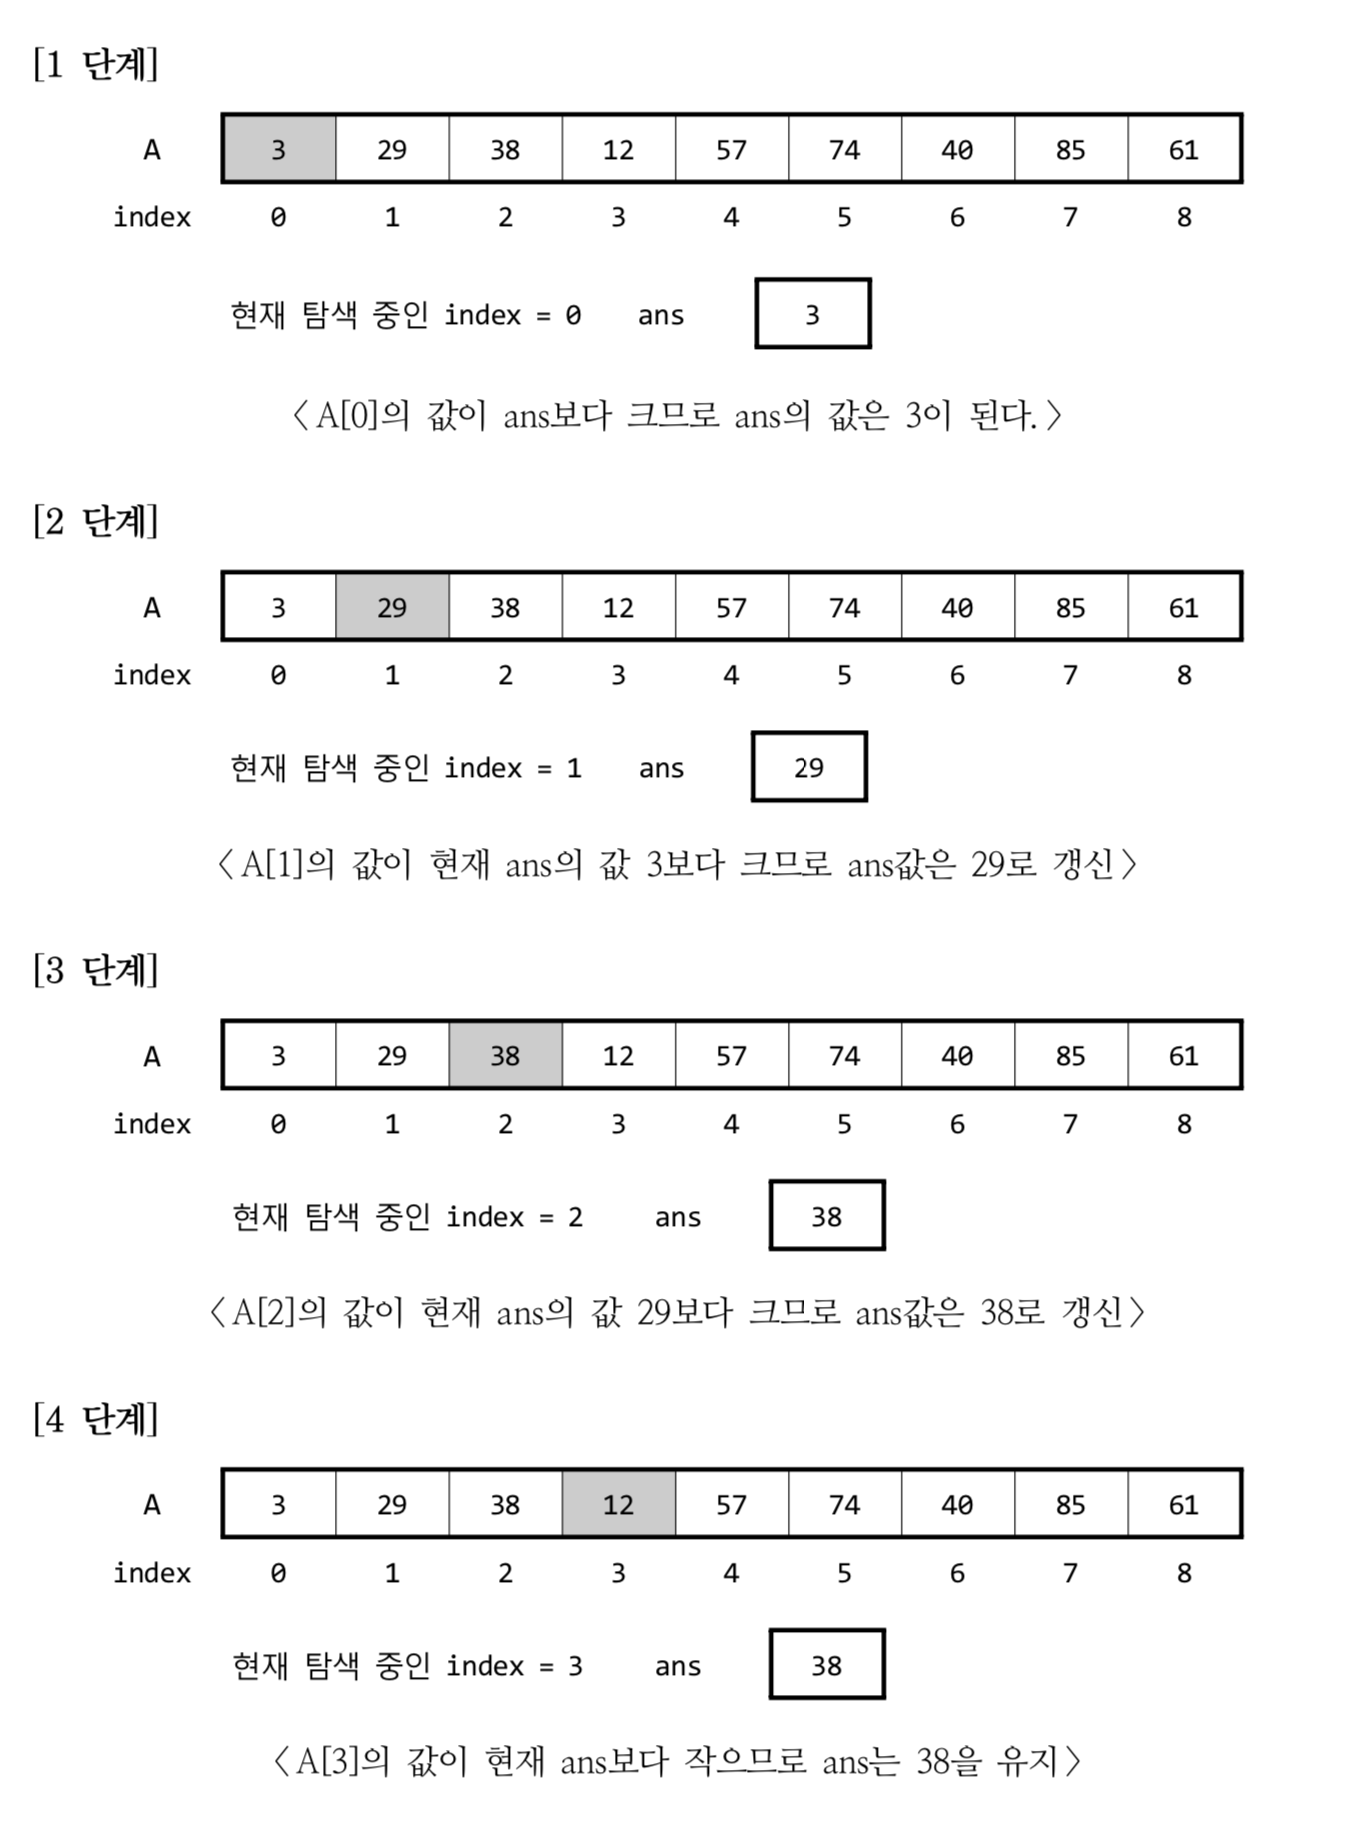 [1 단계]
A 3 29 38 12 57 74 40 85 61
index 0 1 2 3 4 5 6 7 8
현재 탐색 중인 index = 0 ans 3
〈A[0]의 값이 ans보다 크므로 ans의 값은 3이 된다.〉
[2 단계]
A 3 29 38 12 57 74 40 85 61
index 0 1 2 3 4 5 6 7 8
현재 탐색 중인 index = 1 ans 29
〈A[1]의 값이 현재 ans의 값 3보다 크므로 ans값은 29로 갱신〉
[3 단계]
A 3 29 38 12 57 74 40 85 61
index 0 1 2 3 4 5 6 7 8
현재 탐색 중인 index = 2 ans 38
〈A[2]의 값이 현재 ans의 값 29보다 크므로 ans값은 38로 갱신〉
[4 단계]
A 3 29 38 12 57 74 40 85 61
index 0 1 2 3 4 5 6 7 8
현재 탐색 중인 index = 3 ans 38
〈A[3]의 값이 현재 ans보다 작으므로 ans는 38을 유지〉